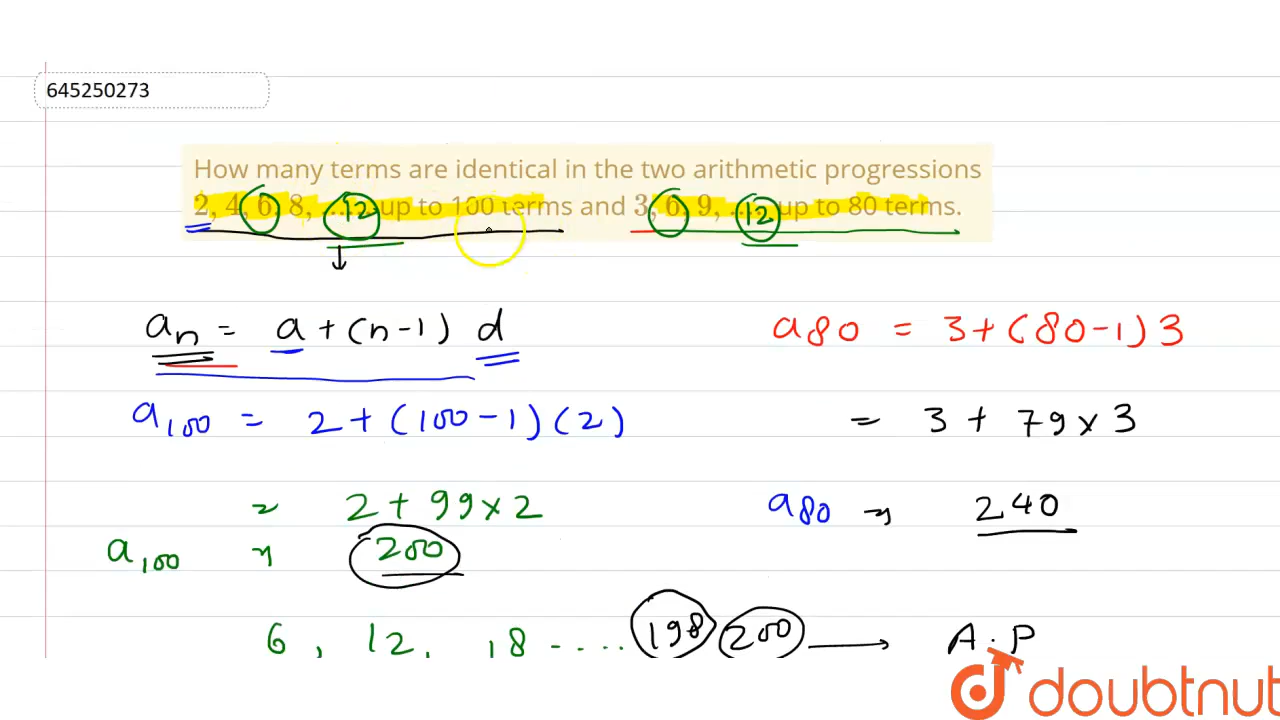 645250273
How many terms are identical in the two arithmetic progressions
2, 4, 6, 8, ....12 up to 100 terms and 3, 6, 9, ....12 up to 80 terms.
an = a + (n-1) d
a80 = 3+(80-1)3
a100 = 2+(100-1)(2)
= 3 + 79×3
= 2 + 99×2
a80 = 240
a100 = 200
6, 12, 18 - .... 198 200 → A.P
doubtnut